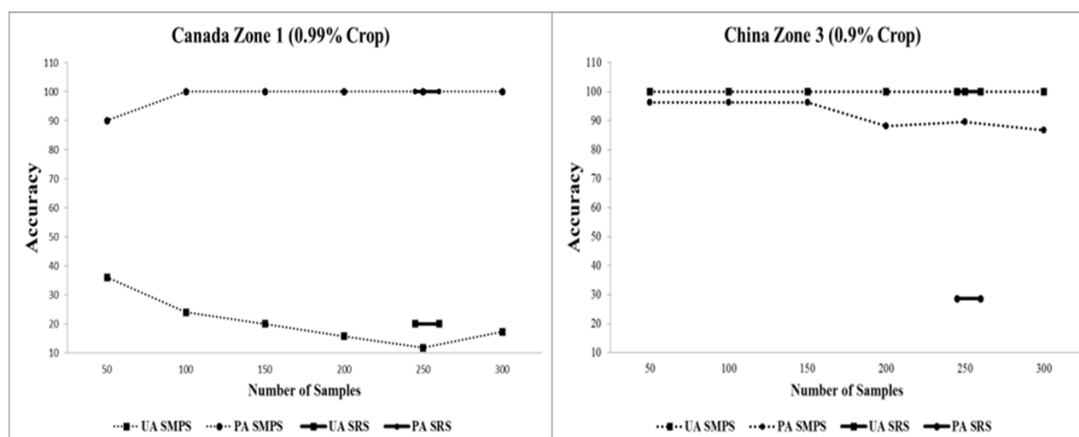 Canada Zone 1 (0.99% Crop)
110
100
90
80
70
60
50
40
30
20
10
Accuracy
50 100 150 200 250 300
Number of Samples
UA SMPS PA SMPS UA SRS PA SRS
China Zone 3 (0.9% Crop)
110
100
90
80
70
60
50
40
30
20
10
Accuracy
50 100 150 200 250 300
Number of Samples
UA SMPS PA SMPS UA SRS PA SRS